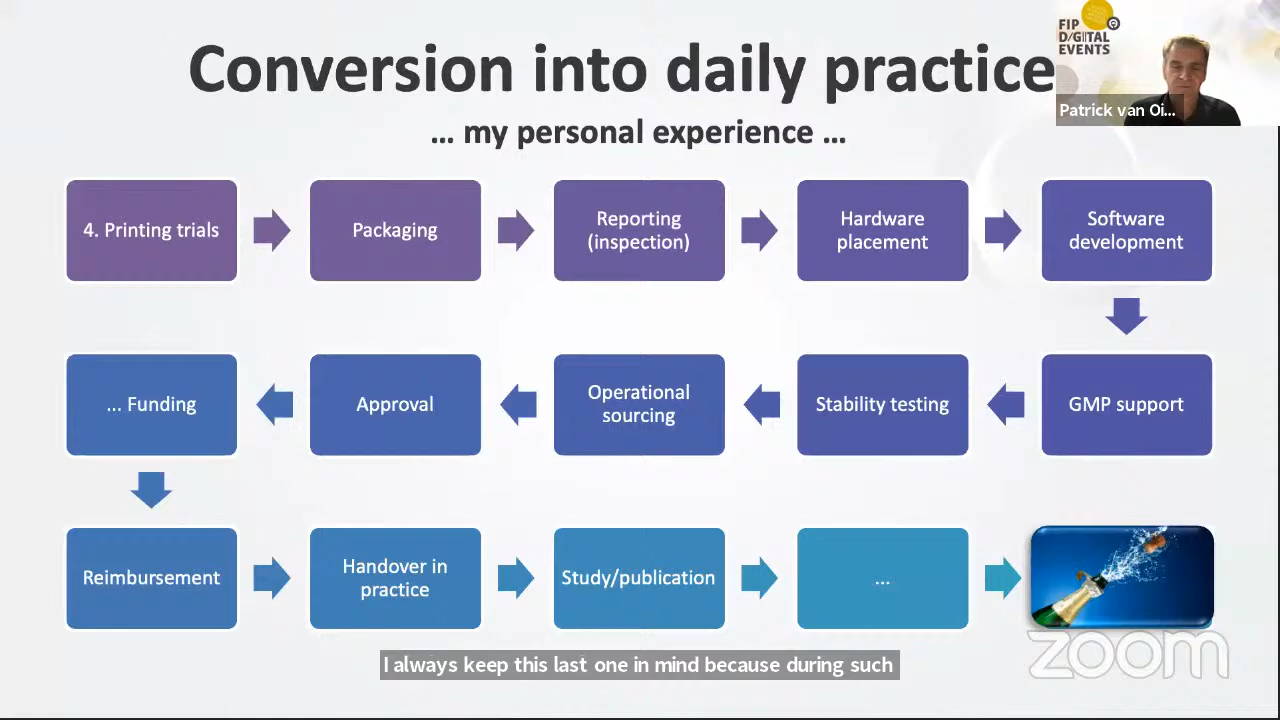 Conversion into daily practice
... my personal experience ...
FIP
DIGITAL
EVENTS
Patrick van Oi...
4. Printing trials
Packaging
Reporting
(inspection)
Hardware
placement
Software
development
... Funding
Approval
Operational
sourcing
Stability testing
GMP support
Reimbursement
Handover in
practice
Study/publication
...
I always keep this last one in mind because during such
zoom